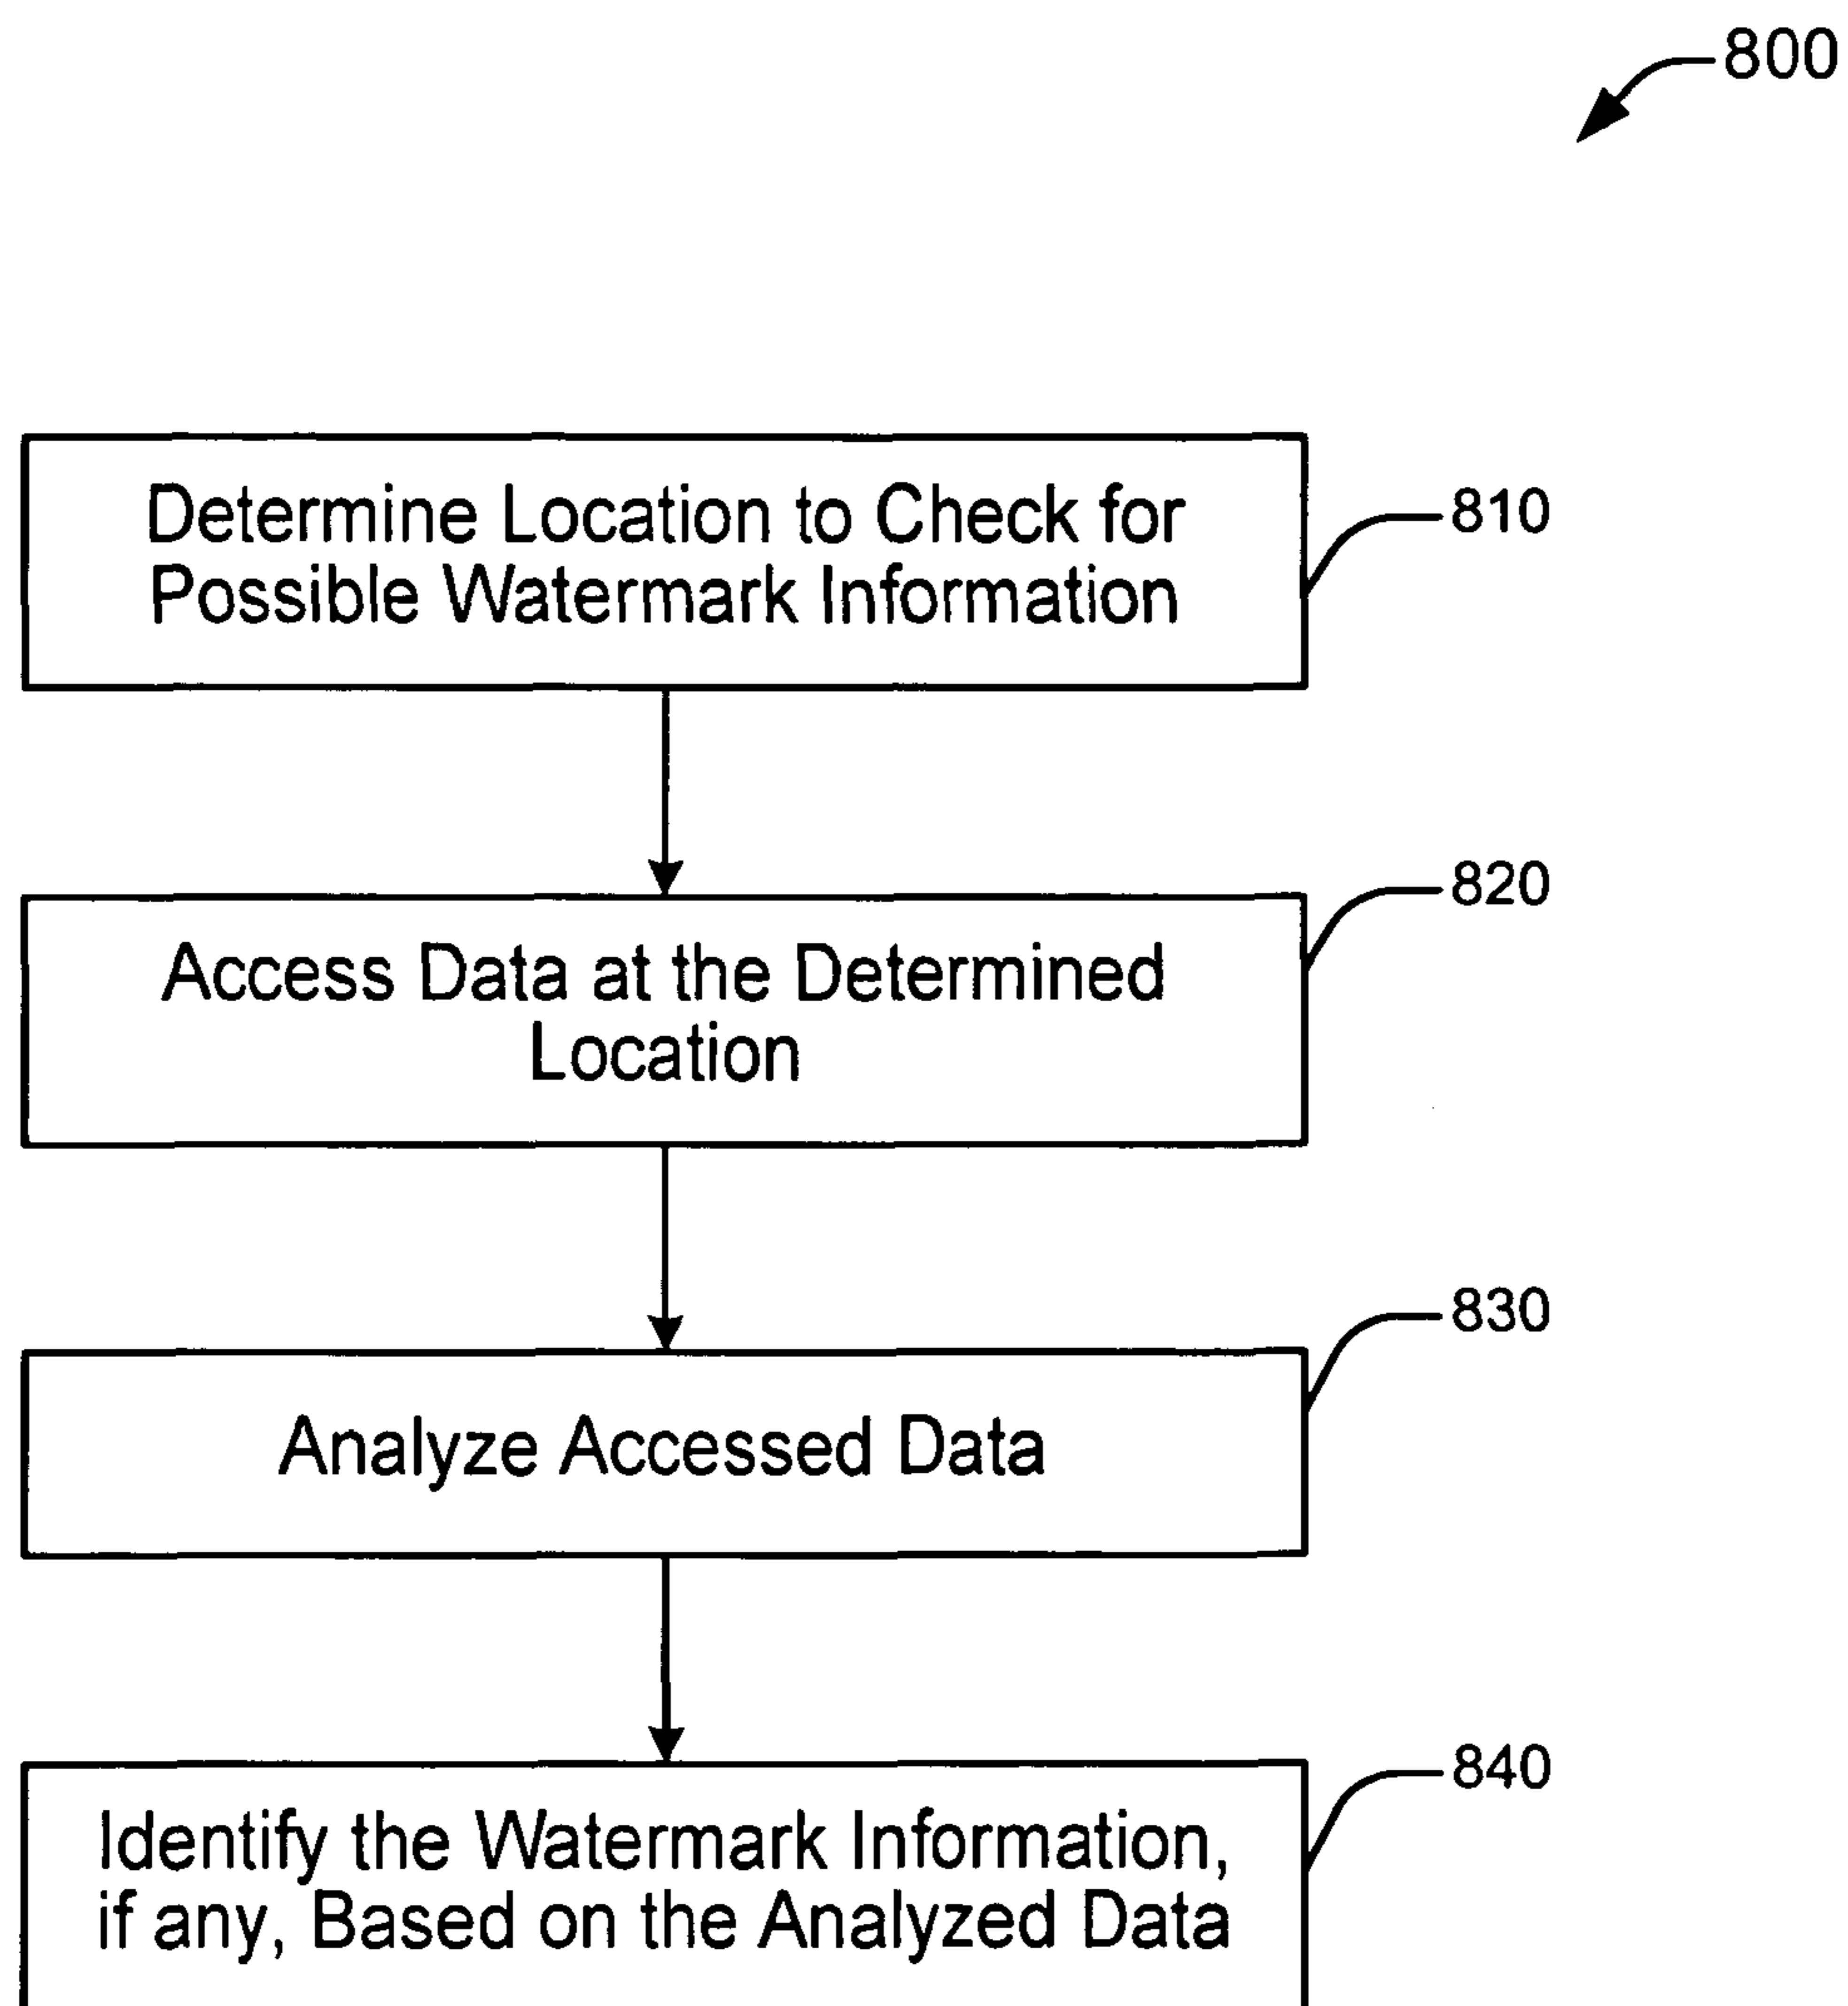 800
Determine Location to Check for
Possible Watermark Information
810
Access Data at the Determined
Location
820
Analyze Accessed Data
830
Identify the Watermark Information,
if any, Based on the Analyzed Data
840